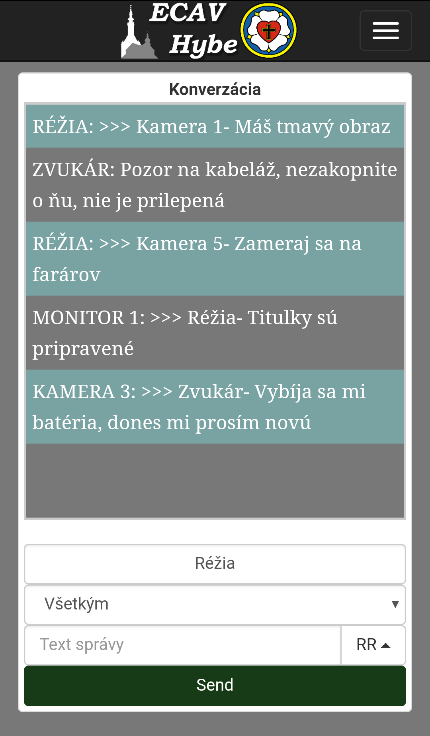 ECAV
Hybe
Konverzácia
RÉŽIA: >>> Kamera 1- Máš tmavý obraz
ZVUKÁR: Pozor na kabeláž, nezakopnite
o ňu, nie je prilepená
RÉŽIA: >>> Kamera 5- Zameraj sa na
farárov
MONITOR 1: >>> Réžia- Titulky sú
pripravené
KAMERA 3: >>> Zvukár- Vybíja sa mi
batéria, dones mi prosím novú
Réžia
Všetkým
Text správy
RR
Send